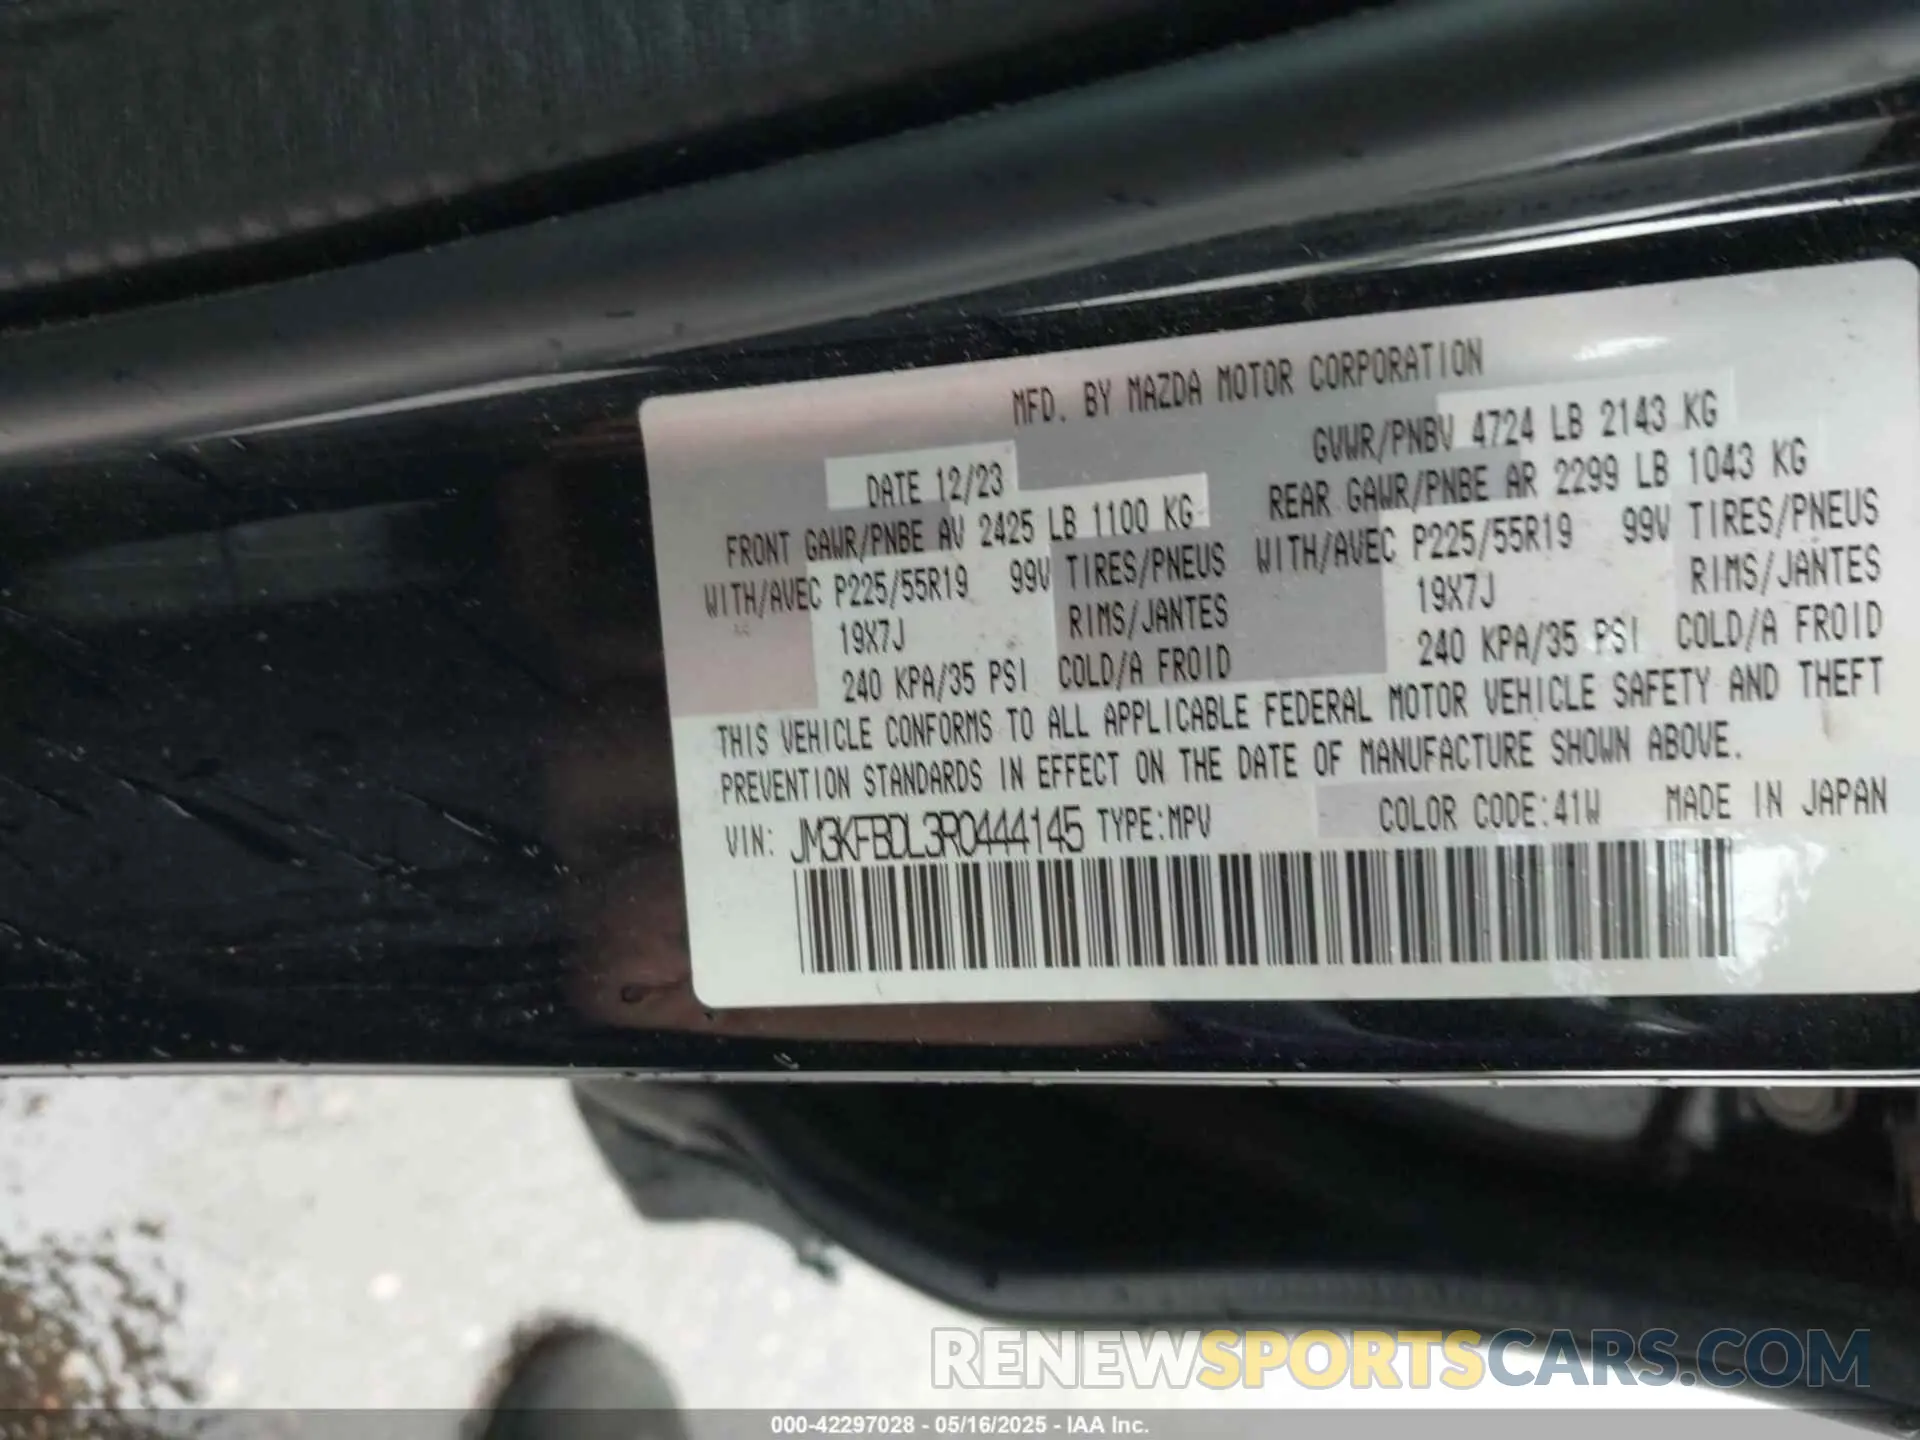 MFD. BY MAZDA MOTOR CORPORATION
DATE 12/23
GVWR/PNBV 4724 LB 2143 KG
FRONT GAWR/PNBE AV 2425 LB 1100 KG
REAR GAWR/PNBE AR 2299 LB 1043 KG
WITH/AVEC P225/55R19 99V TIRES/PNEUS
WITH/AVEC P225/55R19 99V TIRES/PNEUS
19X7J RIMS/JANTES
19X7J RIMS/JANTES
240 KPA/35 PSI COLD/A FROID
240 KPA/35 PSI COLD/A FROID
THIS VEHICLE CONFORMS TO ALL APPLICABLE FEDERAL MOTOR VEHICLE SAFETY AND THEFT
PREVENTION STANDARDS IN EFFECT ON THE DATE OF MANUFACTURE SHOWN ABOVE.
VIN: JM3KFBDL3R0444145 TYPE:MPV COLOR CODE:41W MADE IN JAPAN
RENEWSPORTSCARS.COM
000-42297028 - 05/16/2025 - IAA Inc.